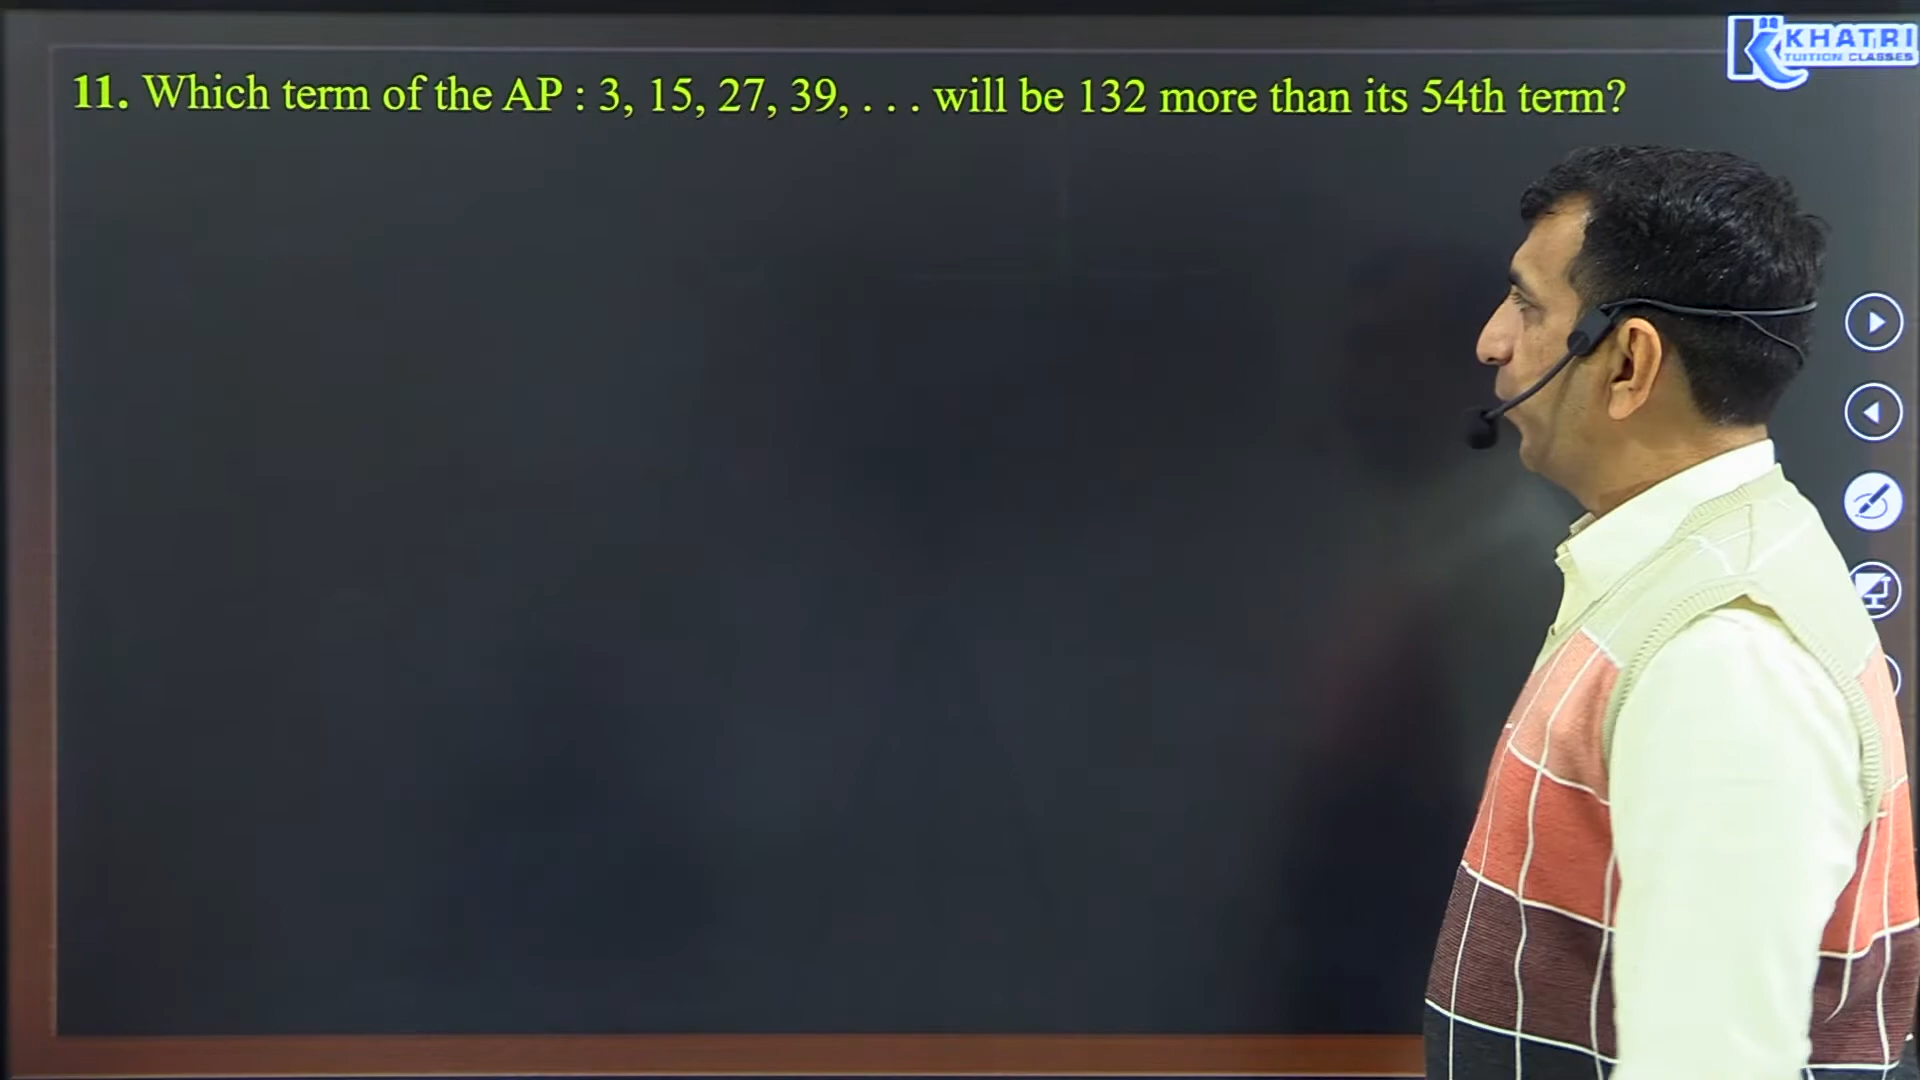 KHATRI
TUITION CLASSES
11. Which term of the AP : 3, 15, 27, 39, . . . will be 132 more than its 54th term?